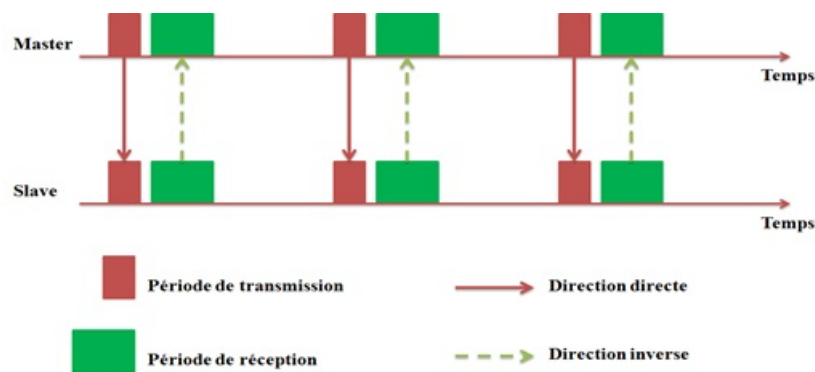 Master
Temps
Slave
Temps
Période de transmission
Direction directe
Période de réception
Direction inverse